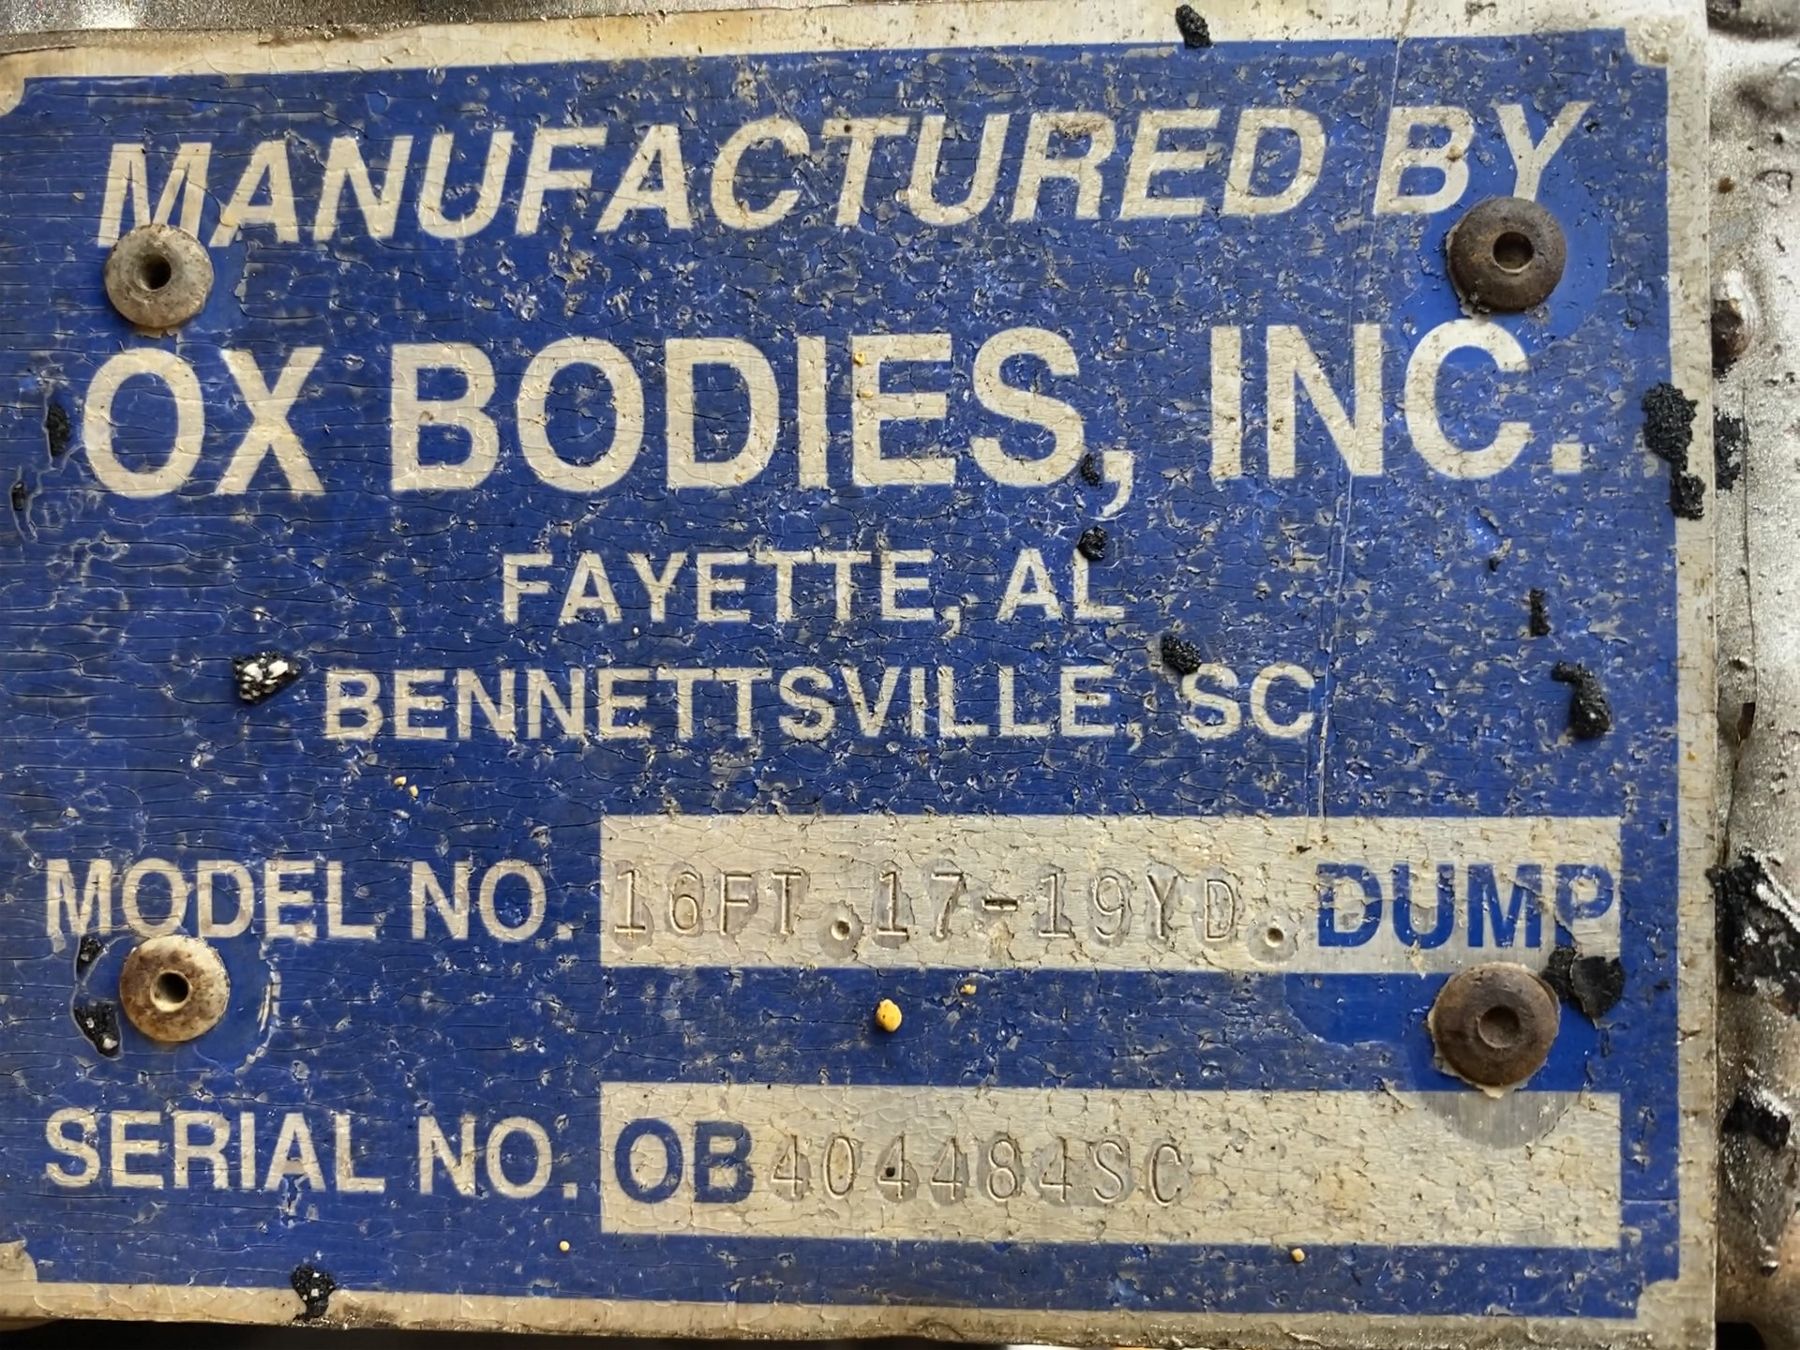 MANUFACTURED BY
OX BODIES, INC.
FAYETTE, AL
BENNETTSVILLE, SC
MODEL NO. 16FT.17-19YD. DUMP
SERIAL NO. OB404484SC